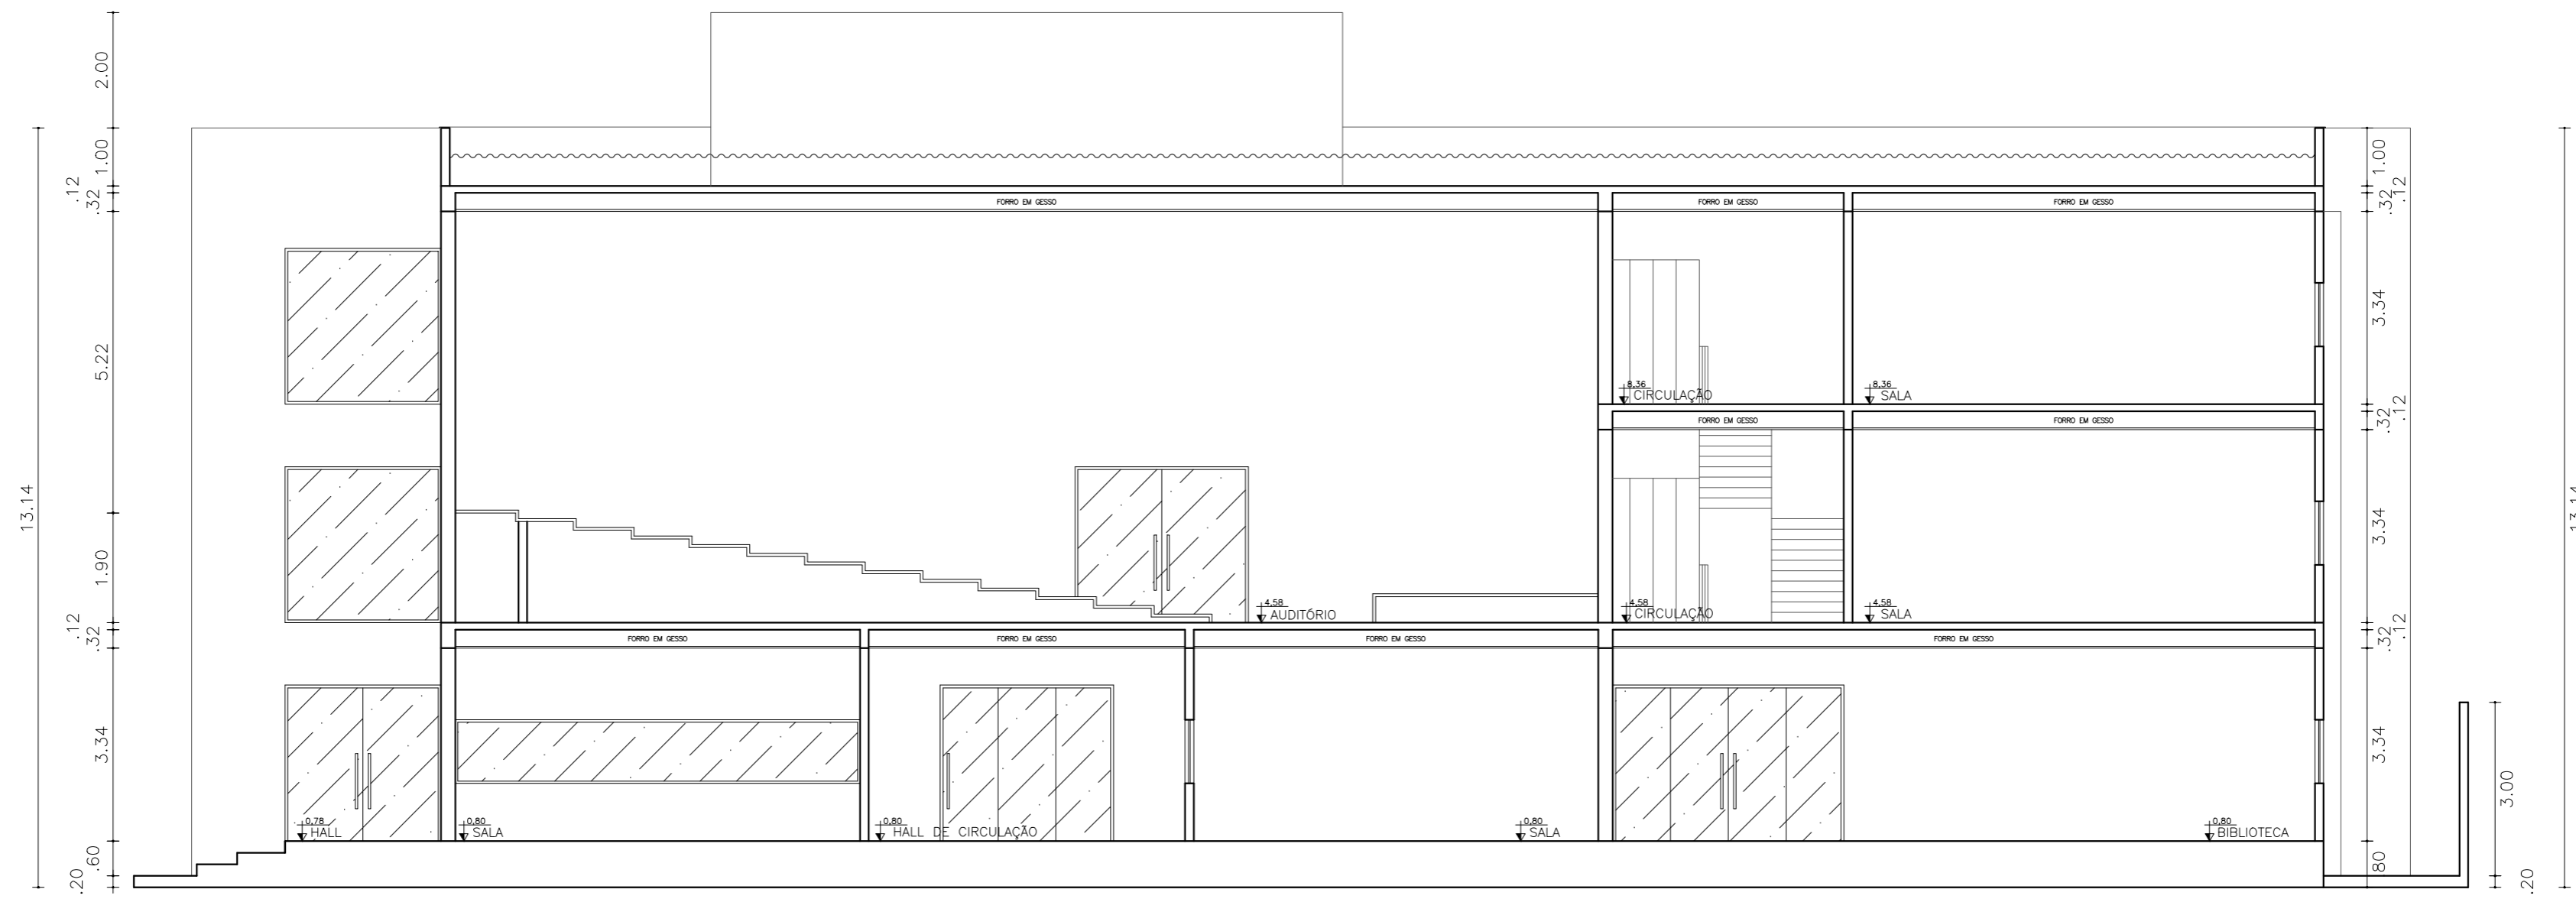 2.00
1.00
.12
.32
5.22
13.14
1.90
.12
.32
3.34
.60
.20
FORRO EM GESSO
FORRO EM GESSO
FORRO EM GESSO
1.00
.32
.12
3.34
8,36
CIRCULAÇÃO
8,36
SALA
FORRO EM GESSO
FORRO EM GESSO
.32
.12
3.34
13.14
4,58
AUDITÓRIO
4,58
CIRCULAÇÃO
4,58
SALA
FORRO EM GESSO
FORRO EM GESSO
FORRO EM GESSO
FORRO EM GESSO
.32
.12
3.34
3.00
0,78
HALL
0,80
SALA
0,80
HALL DE CIRCULAÇÃO
0,80
SALA
0,80
BIBLIOTECA
.80
.20